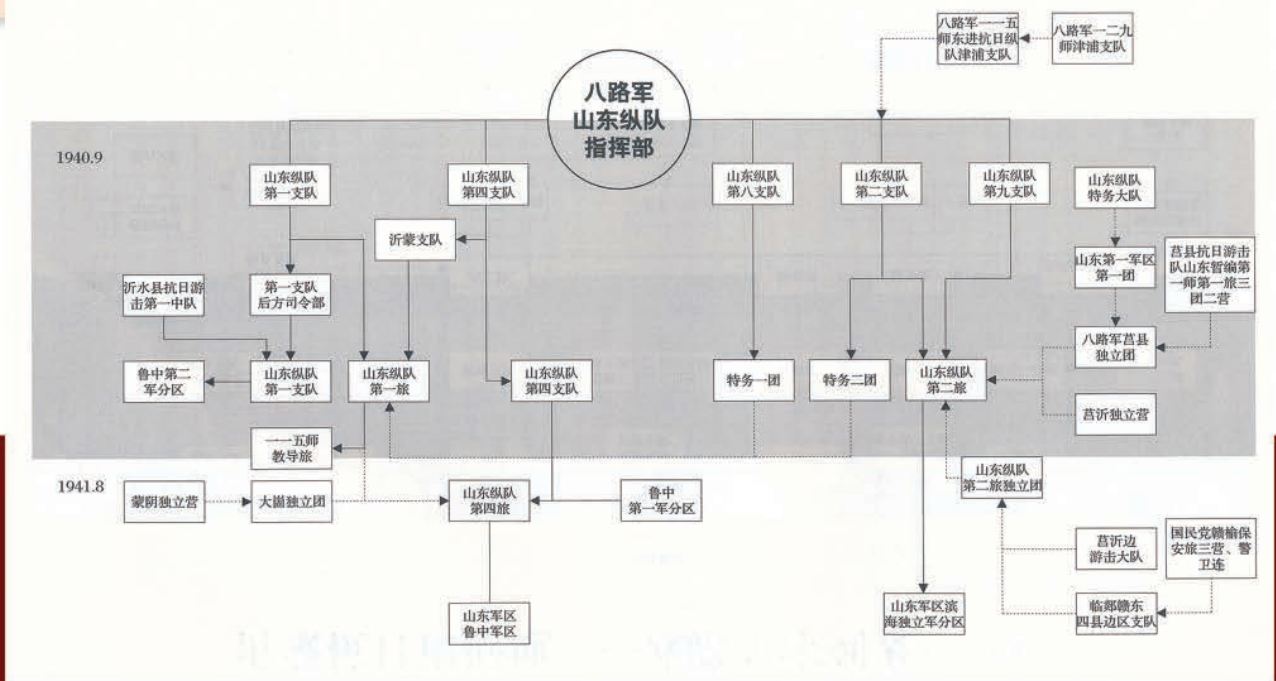 八路军一一五
师东进抗日纵
队津浦支队
八路军一二九
师津浦支队
八路军
山东纵队
指挥部
1940.9
山东纵队
第一支队
山东纵队
第四支队
山东纵队
第八支队
山东纵队
第二支队
山东纵队
第九支队
山东纵队
特务大队
沂蒙支队
山东第一军区
第一团
莒县抗日游击
队山东暂编第
一师第一旅三
团二营
沂水县抗日游
击第一中队
第一支队
后方司令部
八路军莒县
独立团
鲁中第二
军分区
山东纵队
第一支队
山东纵队
第一旅
山东纵队
第四支队
特务一团
特务二团
山东纵队
第二旅
莒沂独立营
一一五师
教导旅
1941.8
蒙阴独立营
大崮独立团
山东纵队
第四旅
鲁中
第一军分区
山东纵队
第二旅独立团
莒沂边
游击大队
国民党赣榆保
安旅三营、警
卫连
山东军区
鲁中军区
山东军区滨
海独立军分区
临郯赣东
四县边区支队